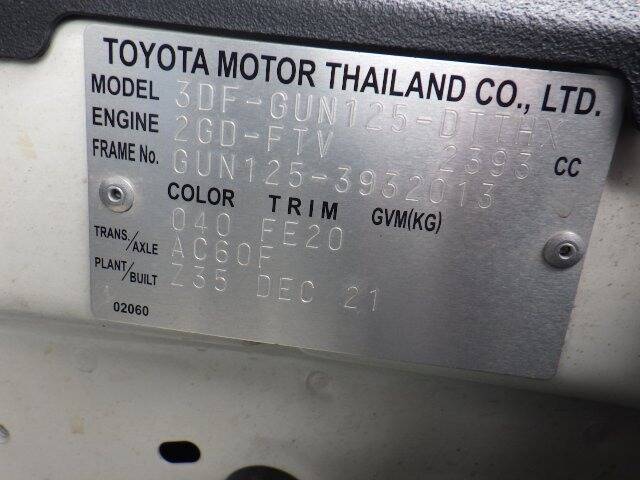 TOYOTA MOTOR THAILAND CO., LTD.
MODEL 3DF-GUN125-DTTHX
ENGINE 2GD-FTV 2393 CC
FRAME No. GUN125-3932013
COLOR TRIM GVM(KG)
040 FE20
TRANS./AXLE AC60F
PLANT/BUILT Z35 DEC 21
02060